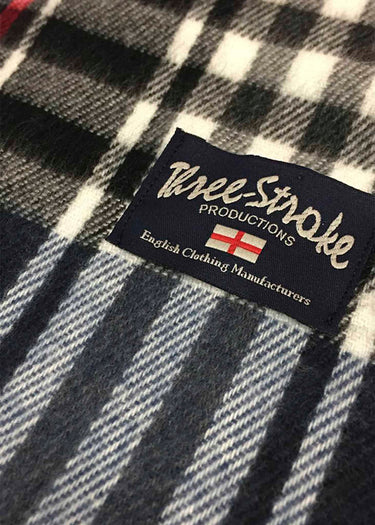 Three-Stroke
PRODUCTIONS
English Clothing Manufacturers